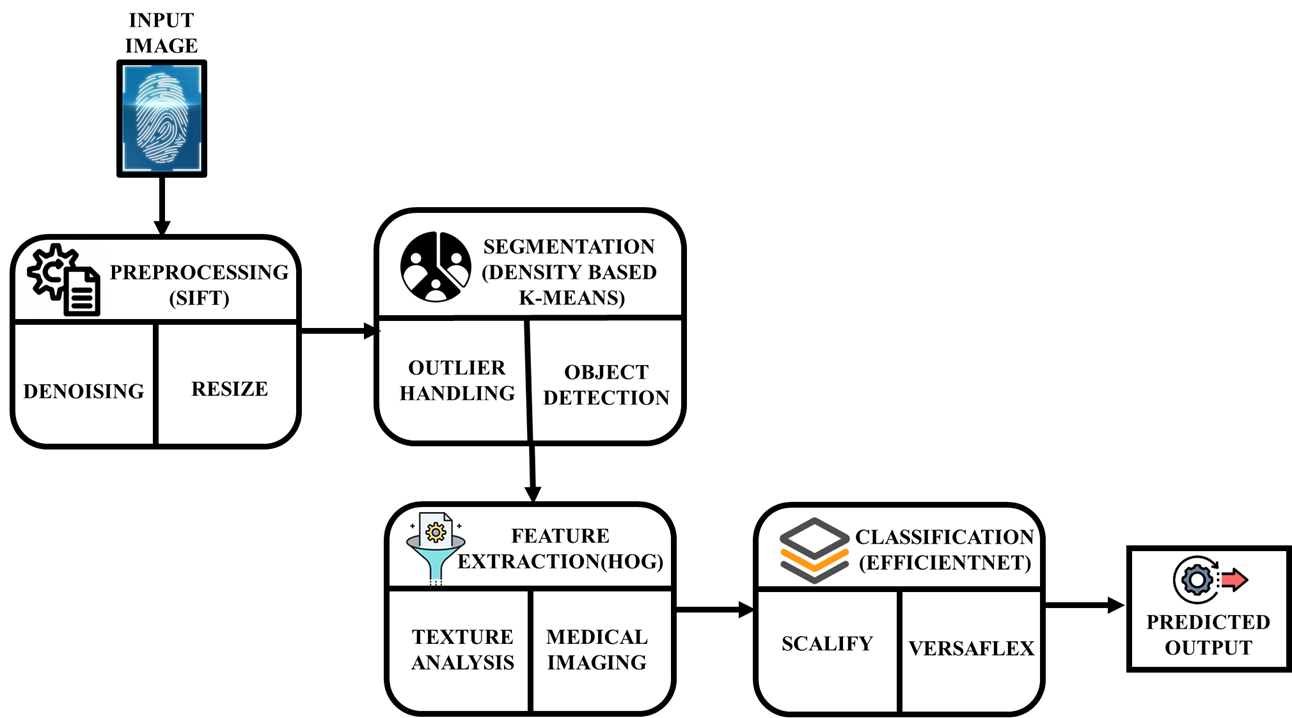 INPUT
IMAGE
PREPROCESSING
(SIFT)
DENOISING
RESIZE
SEGMENTATION
(DENSITY BASED
K-MEANS)
OUTLIER
HANDLING
OBJECT
DETECTION
FEATURE
EXTRACTION(HOG)
TEXTURE
ANALYSIS
MEDICAL
IMAGING
CLASSIFICATION
(EFFICIENTNET)
SCALIFY
VERSAFLEX
PREDICTED
OUTPUT